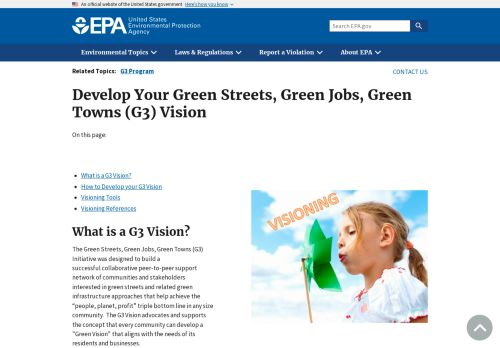 An official website of the United States government Here's how you know
EPA United States
Environmental Protection
Agency
Search EPA.gov
Environmental Topics Laws & Regulations Report a Violation About EPA
Related Topics: G3 Program
CONTACT US
Develop Your Green Streets, Green Jobs, Green
Towns (G3) Vision
On this page:
What is a G3 Vision?
How to Develop your G3 Vision
Visioning Tools
Visioning References
VISIONING
What is a G3 Vision?
The Green Streets, Green Jobs, Green Towns (G3)
Initiative was designed to build a
successful collaborative peer-to-peer support
network of communities and stakeholders
interested in green streets and related green
infrastructure approaches that help achieve the
"people, planet, profit" triple bottom line in any size
community. The G3 Vision advocates and supports
the concept that every community can develop a
"Green Vision" that aligns with the needs of its
residents and businesses.